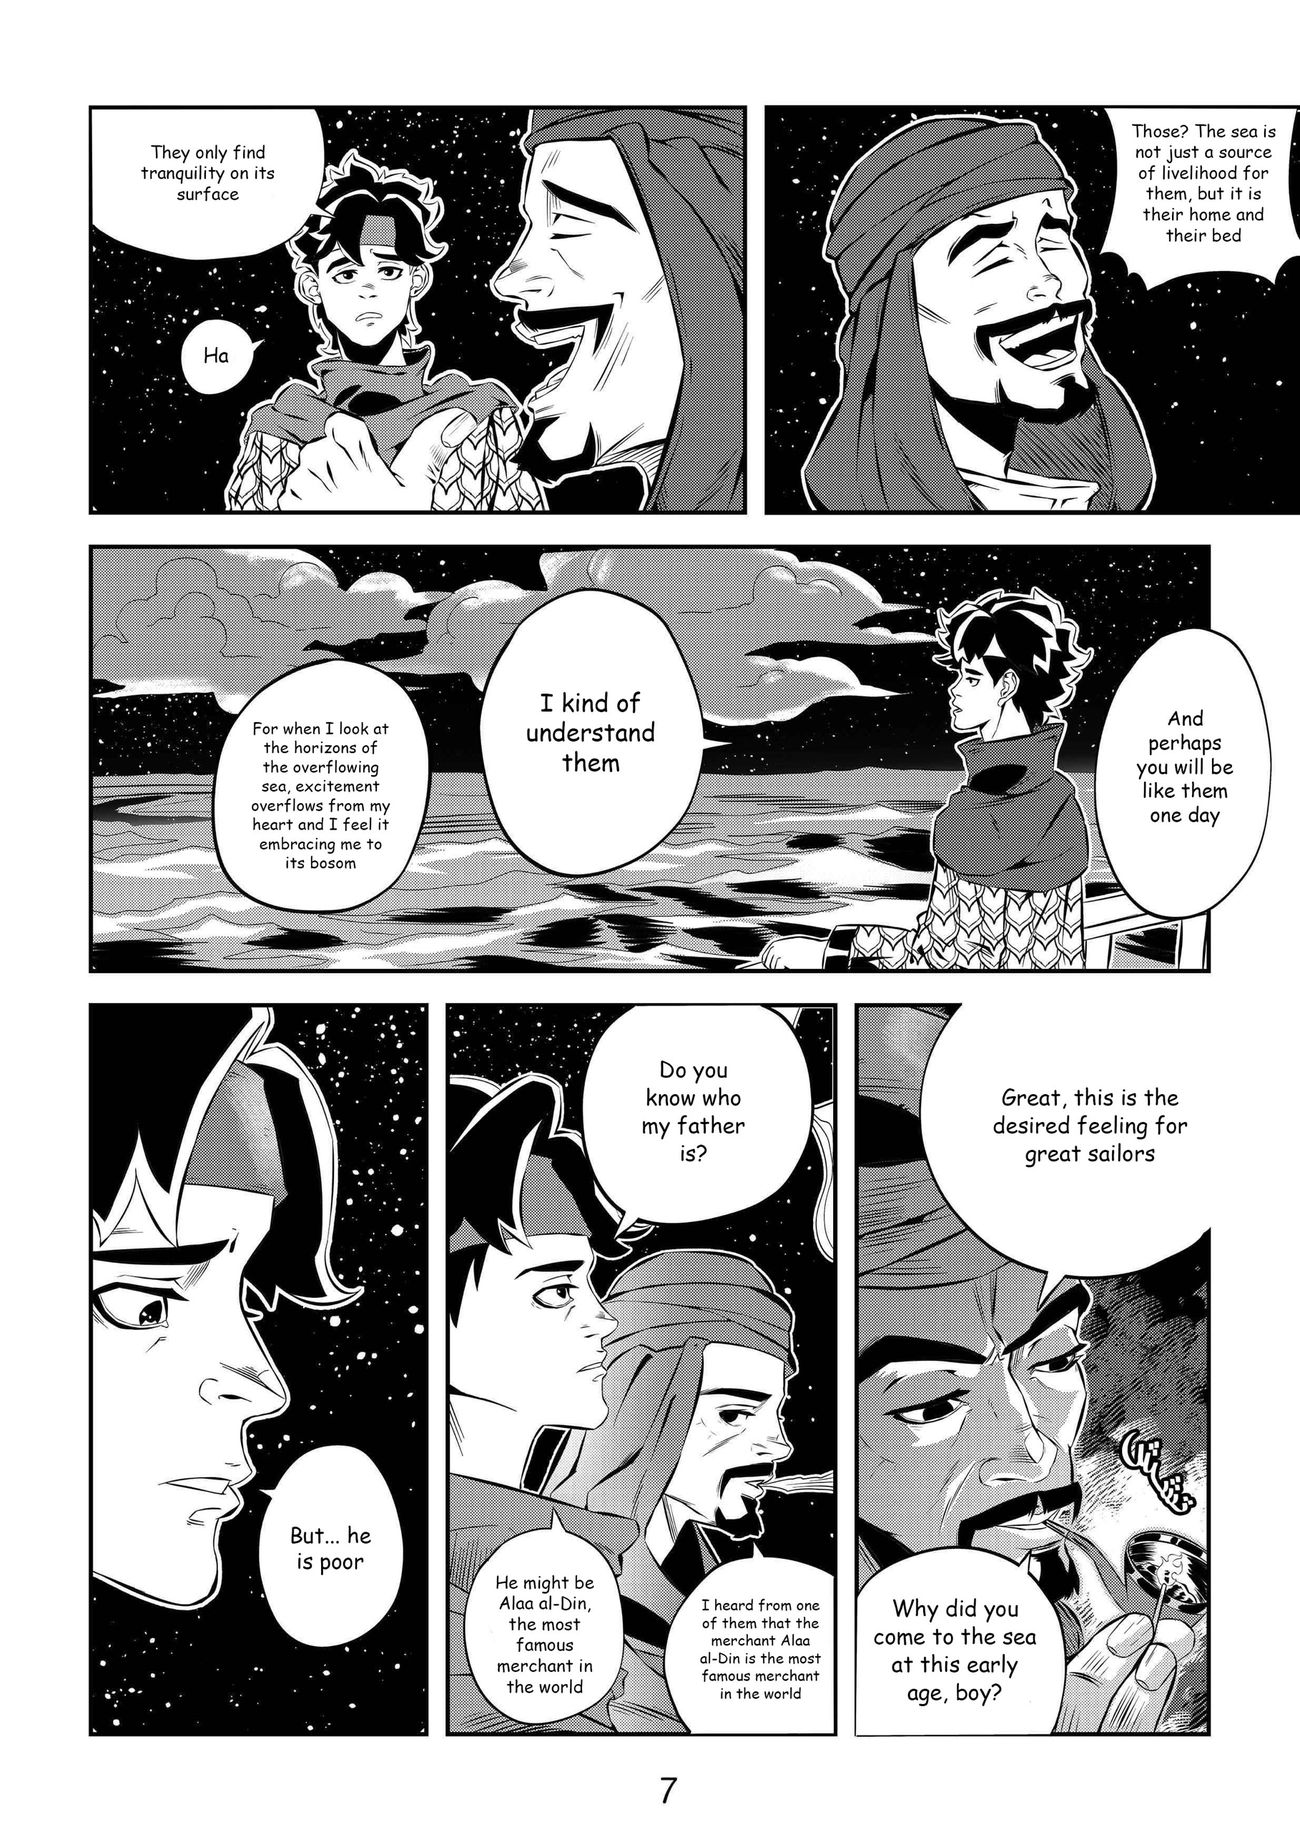 Those? The sea is
not just a source
of livelihood for
them, but it is
their home and
their bed
They only find
tranquility on its
surface
Ha
And
perhaps
you will be
like them
one day
I kind of
understand
them
For when I look at
the horizons of
the overflowing
sea, excitement
overflows from my
heart and I feel it
embracing me to
its bosom
Great, this is the
desired feeling for
great sailors
Why did you
come to the sea
at this early
age, boy?
Do you
know who
my father
is?
I heard from one
of them that the
merchant Alaa
al-Din is the most
famous merchant
in the world
He might be
Alaa al-Din,
the most
famous
merchant in
the world
But... he
is poor
7